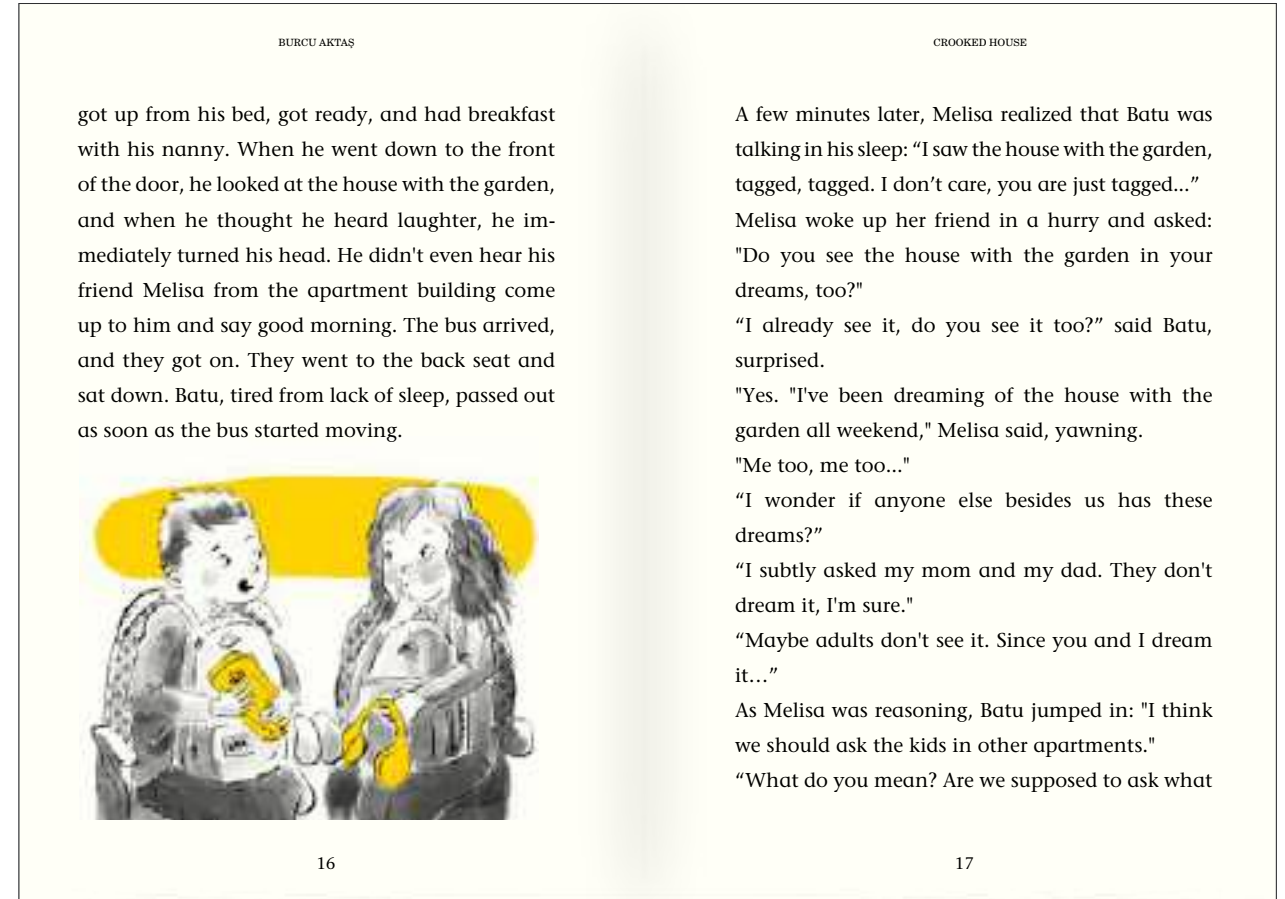 BURCU AKTAŞ
got up from his bed, got ready, and had breakfast
with his nanny. When he went down to the front
of the door, he looked at the house with the garden,
and when he thought he heard laughter, he im-
mediately turned his head. He didn't even hear his
friend Melisa from the apartment building come
up to him and say good morning. The bus arrived,
and they got on. They went to the back seat and
sat down. Batu, tired from lack of sleep, passed out
as soon as the bus started moving.
16
CROOKED HOUSE
A few minutes later, Melisa realized that Batu was
talking in his sleep: “I saw the house with the garden,
tagged, tagged. I don’t care, you are just tagged...”
Melisa woke up her friend in a hurry and asked:
"Do you see the house with the garden in your
dreams, too?"
“I already see it, do you see it too?” said Batu,
surprised.
"Yes. "I've been dreaming of the house with the
garden all weekend," Melisa said, yawning.
"Me too, me too..."
“I wonder if anyone else besides us has these
dreams?”
“I subtly asked my mom and my dad. They don't
dream it, I'm sure."
“Maybe adults don't see it. Since you and I dream
it…”
As Melisa was reasoning, Batu jumped in: "I think
we should ask the kids in other apartments."
“What do you mean? Are we supposed to ask what
17